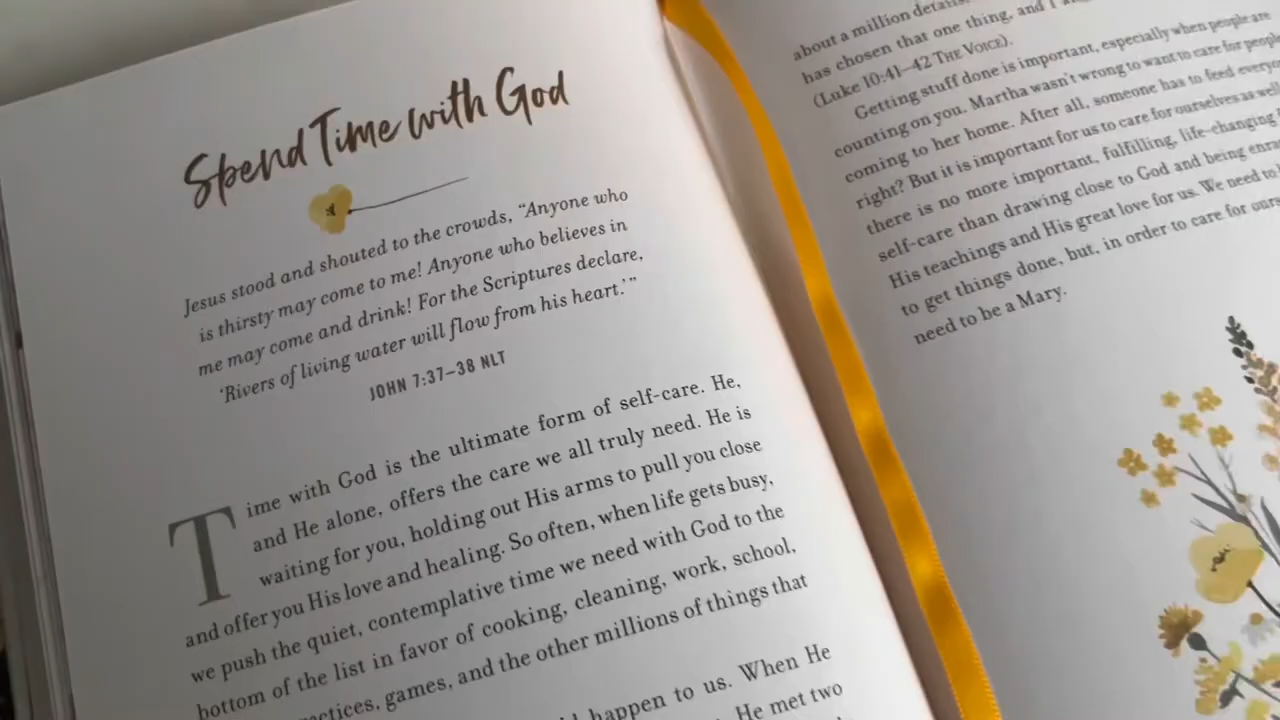 Spend Time with God
Jesus stood and shouted to the crowds, “Anyone who
is thirsty may come to me! Anyone who believes in
me may come and drink! For the Scriptures declare,
‘Rivers of living water will flow from his heart.’”
JOHN 7:37–38 NLT
Time with God is the ultimate form of self-care. He,
and He alone, offers the care we all truly need. He is
waiting for you, holding out His arms to pull you close
and offer you His love and healing. So often, when life gets busy,
we push the quiet, contemplative time we need with God to the
bottom of the list in favor of cooking, cleaning, work, school,
games, and the other millions of things that
happen to us. When He
He met two
about a million details
has chosen that one thing, and I
(Luke 10:41–42 THE VOICE).
Getting stuff done is important, especially when people are
counting on you. Martha wasn’t wrong to want to care for people
coming to her home. After all, someone has to feed
right? But it is important for us to care for ourselves as well
there is no more important, fulfilling, life-changing
self-care than drawing close to God and being
His teachings and His great love for us. We need to
to get things done, but, in order to care for
need to be a Mary.